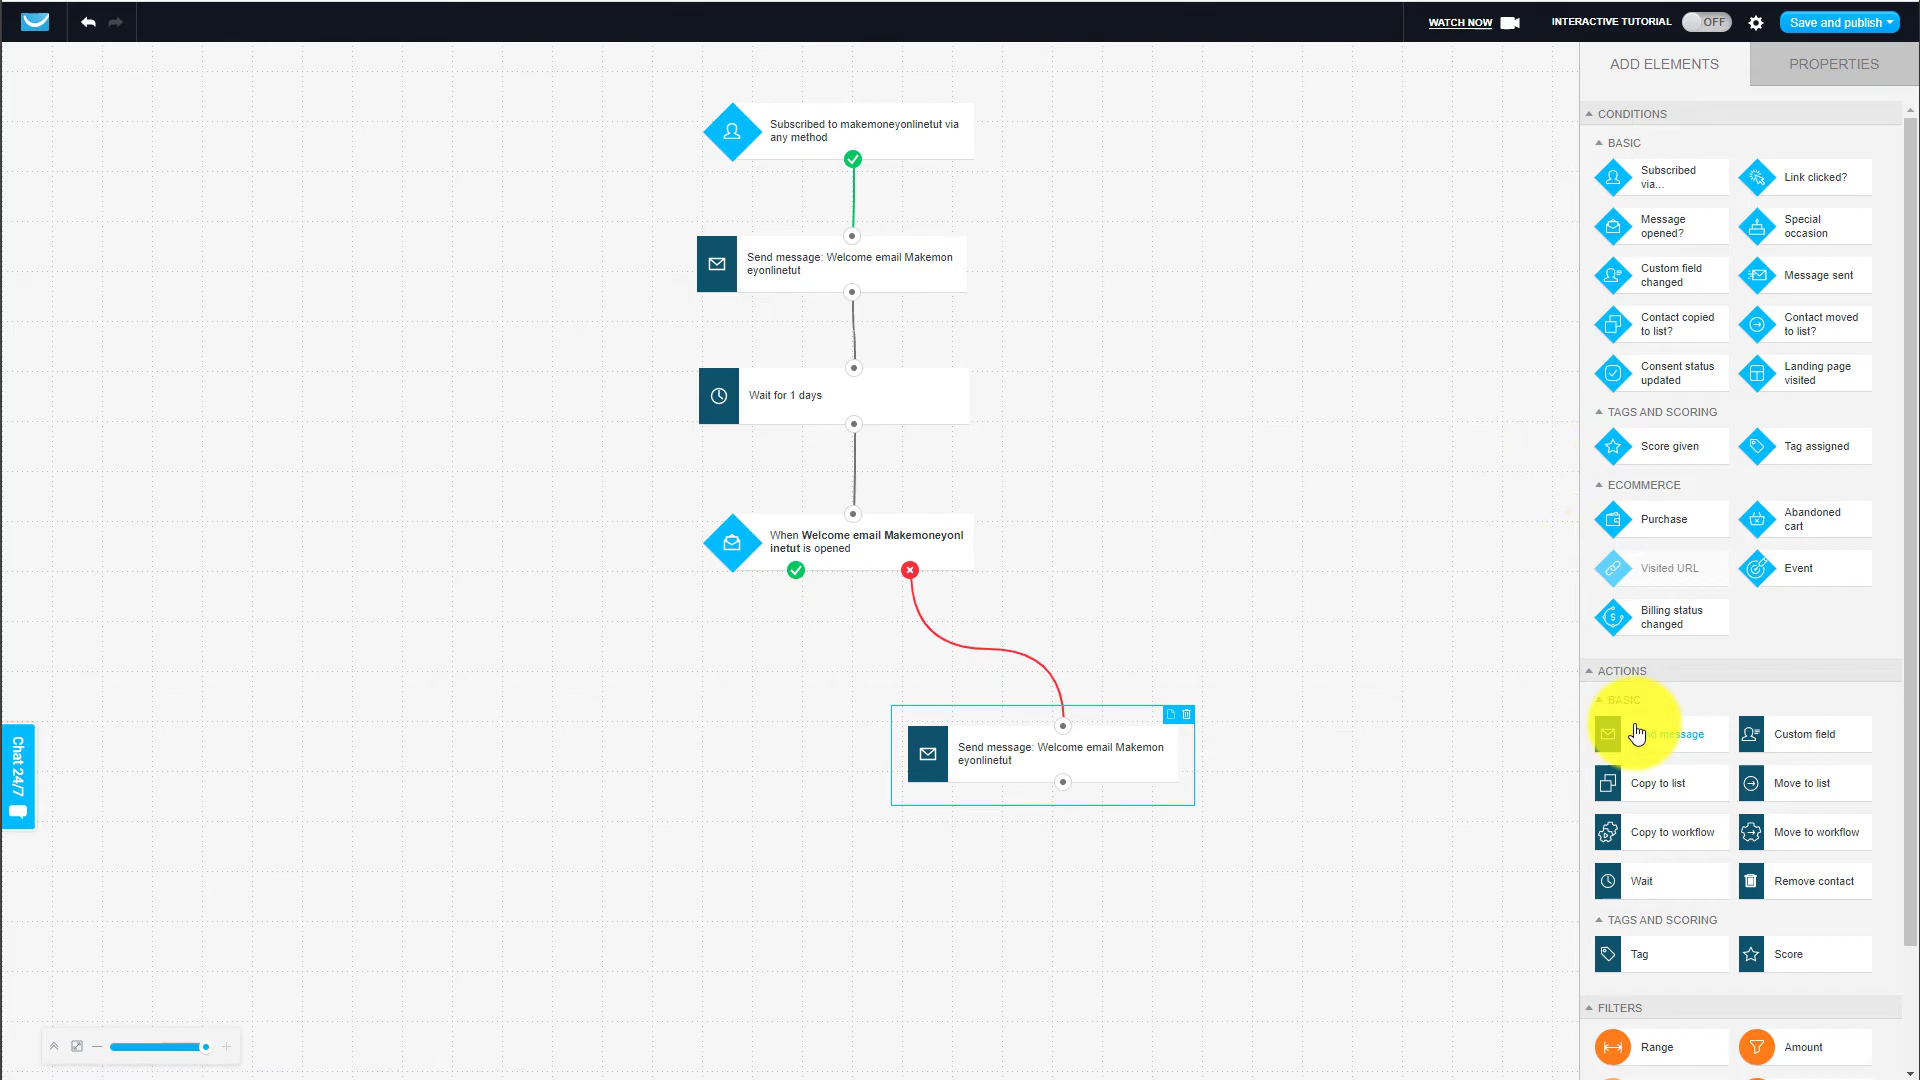 WATCH NOW
INTERACTIVE TUTORIAL
OFF
Save and publish
ADD ELEMENTS
PROPERTIES
CONDITIONS
BASIC
Subscribed
via...
Link clicked?
Message
opened?
Special
occasion
Custom field
changed
Message sent
Contact copied
to list?
Contact moved
to list?
Consent status
updated
Landing page
visited
TAGS AND SCORING
Score given
Tag assigned
ECOMMERCE
Purchase
Abandoned
cart
Visited URL
Event
Billing status
changed
ACTIONS
BASIC
message
Custom field
Copy to list
Move to list
Copy to workflow
Move to workflow
Wait
Remove contact
TAGS AND SCORING
Tag
Score
FILTERS
Range
Amount
Subscribed to makemoneyonlinetut via
any method
Send message: Welcome email Makemon
eyonlinetut
Wait for 1 days
When Welcome email Makemoneyonl
inetut is opened
Send message: Welcome email Makemon
eyonlinetut
Chat 24/7